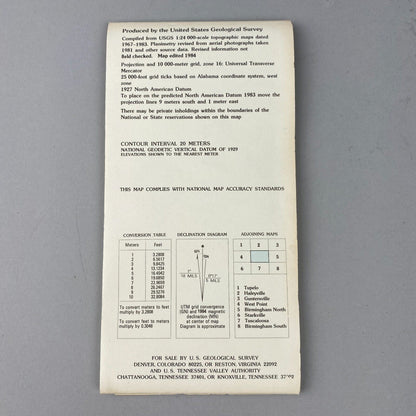 Produced by the United States Geological Survey
Compiled from USGS 1:24 000-scale topographic maps dated
1967–1983. Planimetry revised from aerial photographs taken
1981 and other source data. Revised information not
field checked. Map edited 1984
Projection and 10 000-meter grid, zone 16: Universal Transverse
Mercator
25 000-foot grid ticks based on Alabama coordinate system, west
zone
1927 North American Datum
To place on the predicted North American Datum 1983 move the
projection lines 9 meters south and 1 meter east
There may be private inholdings within the boundaries of the
National or State reservations shown on this map
CONTOUR INTERVAL 20 METERS
NATIONAL GEODETIC VERTICAL DATUM OF 1929
ELEVATIONS SHOWN TO THE NEAREST METER
THIS MAP COMPLIES WITH NATIONAL MAP ACCURACY STANDARDS
CONVERSION TABLE
Meters Feet
1 3.2808
2 6.5617
3 9.8425
4 13.1234
5 16.4042
6 19.6850
7 22.9659
8 26.2467
9 29.5276
10 32.8084
To convert meters to feet
multiply by 3.2808
To convert feet to meters
multiply by 0.3048
DECLINATION DIAGRAM
GN
MN
MILS
MILS
UTM grid convergence
(GN) and 1984 magnetic
declination (MN)
at center of map
Diagram is approximate
ADJOINING MAPS
1 2 3
4 5
6 7 8
1 Tupelo
2 Haleyville
3 Guntersville
4 West Point
5 Birmingham North
6 Starkville
7 Tuscaloosa
8 Birmingham South
FOR SALE BY U. S. GEOLOGICAL SURVEY
DENVER, COLORADO 80225, OR RESTON, VIRGINIA 22092
AND U. S. TENNESSEE VALLEY AUTHORITY
CHATTANOOGA, TENNESSEE 37401, OR KNOXVILLE, TENNESSEE